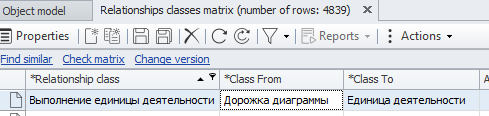 Object model
Relationships classes matrix (number of rows: 4839)
Properties
Reports
Actions
Find similar Check matrix Change version
*Relationship class *Class From *Class To
Выполнение единицы деятельности Дорожка диаграммы Единица деятельности